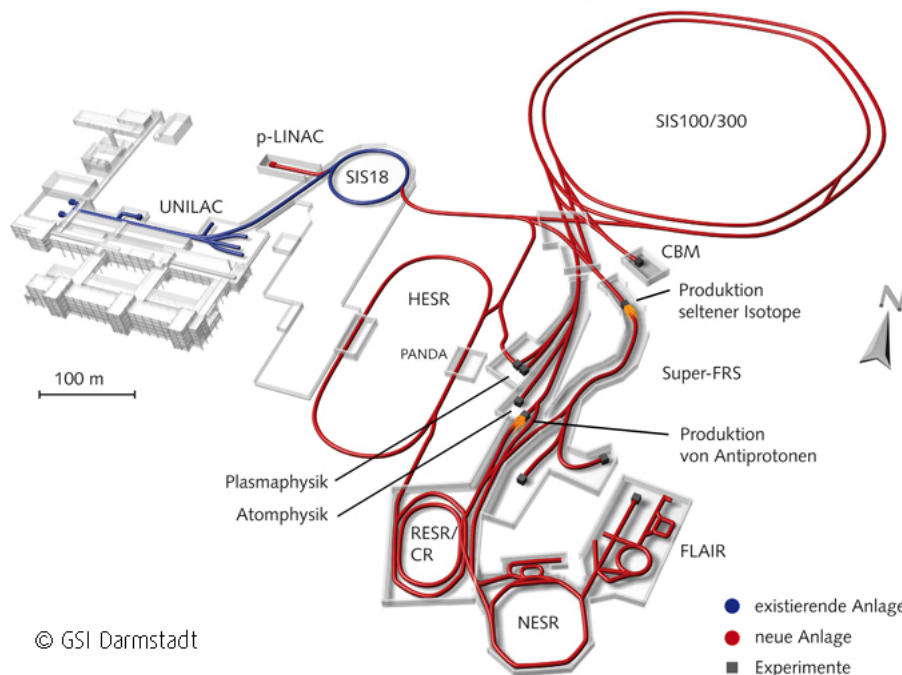 SIS100/300
p-LINAC
SIS18
UNILAC
CBM
HESR
Produktion
seltener Isotope
N
PANDA
100 m
Super-FRS
Produktion
von Antiprotonen
Plasmaphysik
Atomphysik
RESR/
CR
FLAIR
NESR
existierende Anlage
neue Anlage
Experimente
© GSI Darmstadt